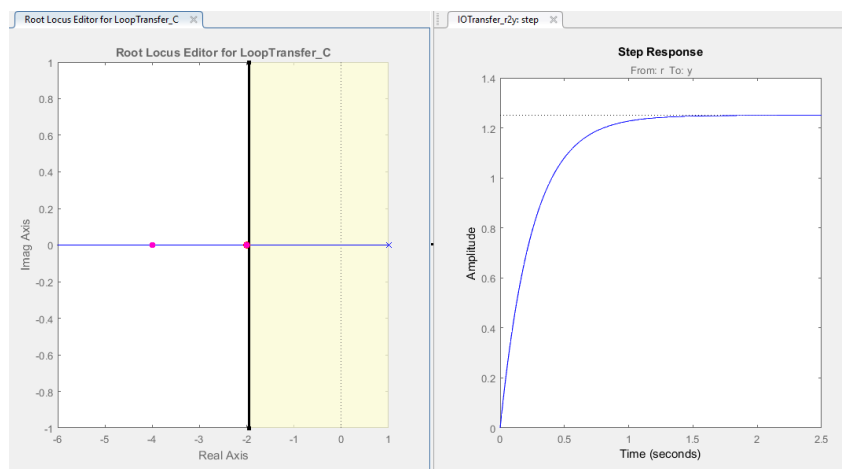 Root Locus Editor for LoopTransfer_C
IOTransfer_r2y: step
Root Locus Editor for LoopTransfer_C
1
0.8
0.6
0.4
0.2
0
-0.2
-0.4
-0.6
-0.8
-1
-6 -5 -4 -3 -2 -1 0 1
Imag Axis
Real Axis
Step Response
From: r To: y
1.4
1.2
1
0.8
0.6
0.4
0.2
0
0 0.5 1 1.5 2 2.5
Amplitude
Time (seconds)